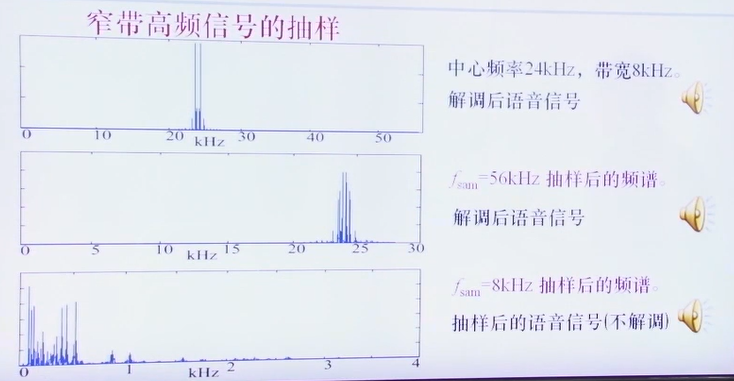 窄带高频信号的抽样
中心频率24kHz，带宽8kHz。
解调后语音信号
0 10 20 30 40 50
kHz
fsam=56kHz 抽样后的频谱。
解调后语音信号
0 5 10 15 20 25 30
kHz
fsam=8kHz 抽样后的频谱。
抽样后的语音信号(不解调)
0 1 2 3 4
kHz